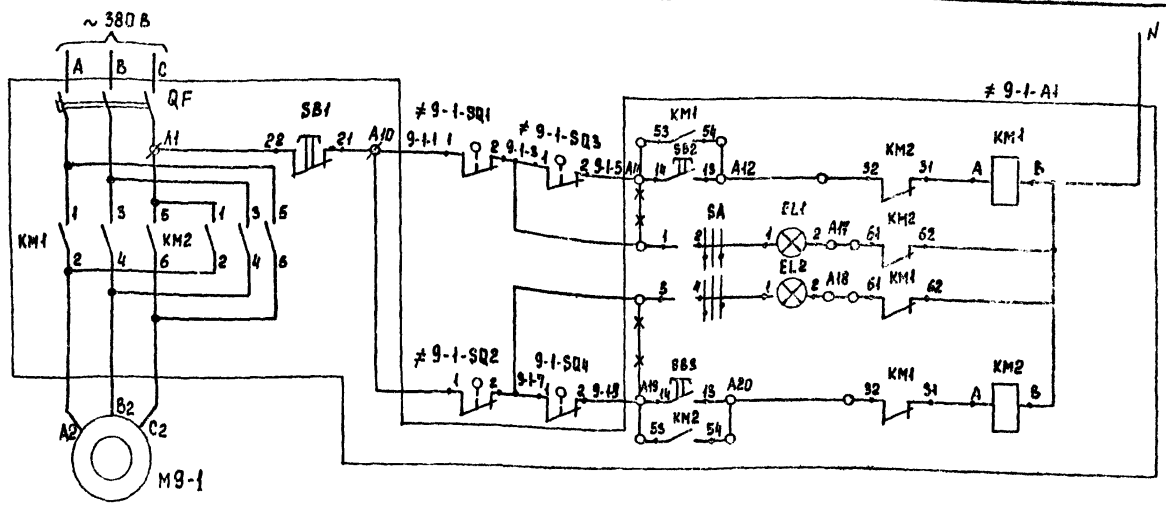 ~ 380 В
A B C
QF
A1
28 SB1 21
A10
9-1-1 1
≠ 9-1-SQ1
2
9-1-3 1
≠ 9-1-SQ3
2 9-1-5 A11
KM1
53 54
SB2
14 13 A12
KM2
32 31
KM1
A B
≠ 9-1-A1
N
1 3 5 1 3 5
KM1 KM2
2 4 6 2 4 6
SA
1 2
EL1
1 2 A17 61
KM2
62
3 4
EL2
1 2 A18 61
KM1
62
≠ 9-1-SQ2
1 2
9-1-7
9-1-SQ4
2 9-1-9 A19
SB3
14 13 A20
KM2
53 54
KM1
32 31
KM2
A B
A2 B2 C2
M9-1